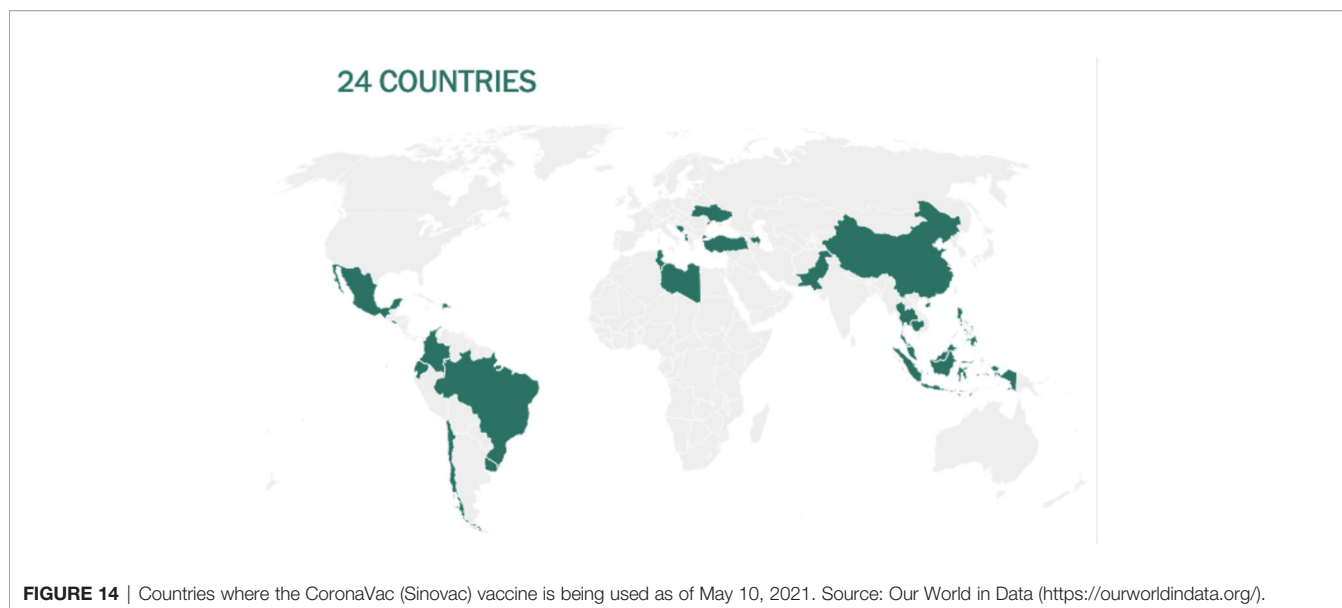 24 COUNTRIES
FIGURE 14 | Countries where the CoronaVac (Sinovac) vaccine is being used as of May 10, 2021. Source: Our World in Data (https://ourworldindata.org/).